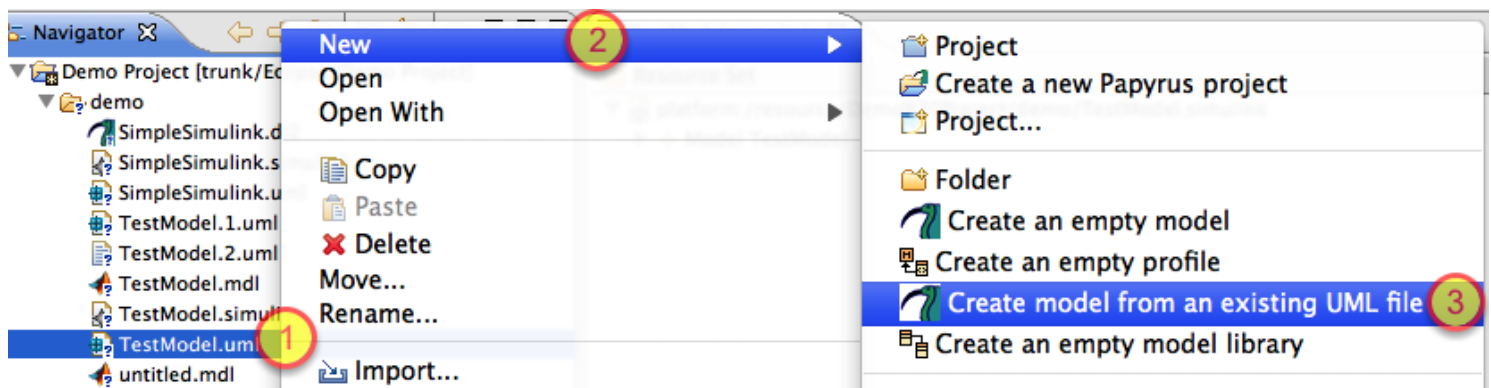 Navigator
Demo Project [trunk/Ec
demo
SimpleSimulink.d
SimpleSimulink.s
SimpleSimulink.u
TestModel.1.uml
TestModel.2.uml
TestModel.mdl
TestModel.simuli
TestModel.uml
untitled.mdl
1
New
2
Open
Open With
Copy
Paste
Delete
Move...
Rename...
Import...
Resource Set
Project
Create a new Papyrus project
Project...
Folder
Create an empty model
Create an empty profile
Create model from an existing UML file
3
Create an empty model library